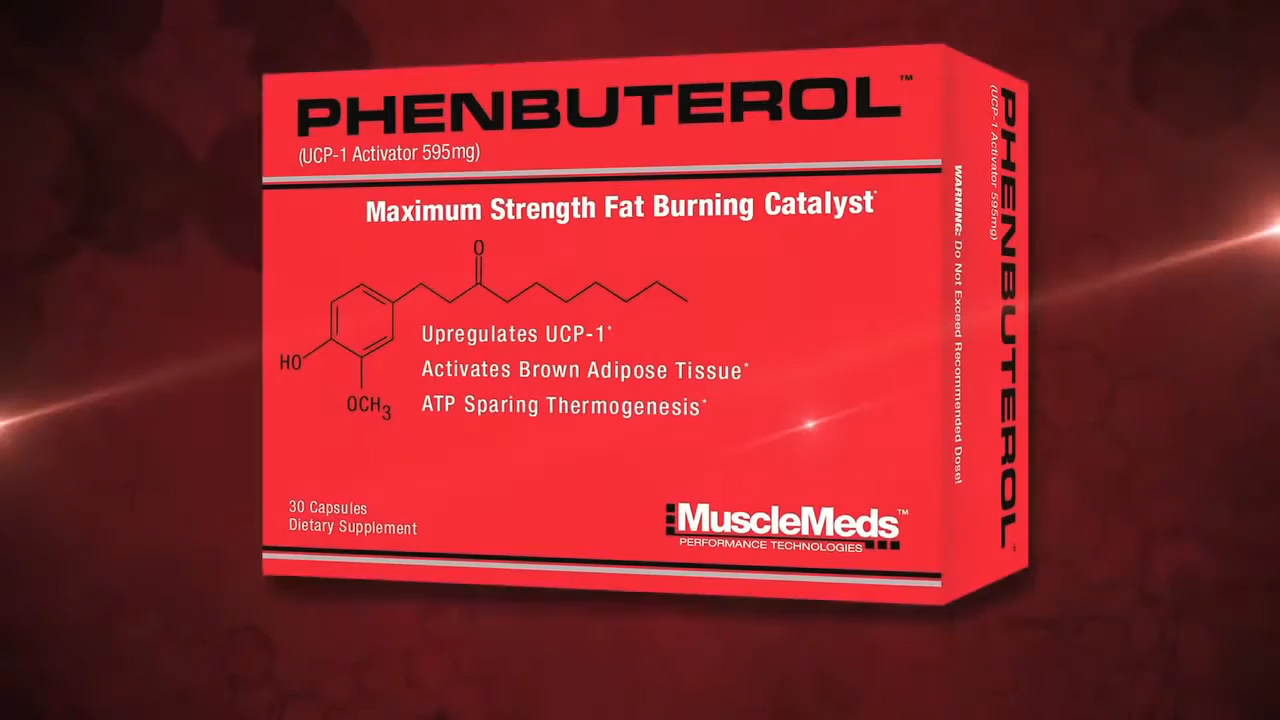 PHENBUTEROL™
(UCP-1 Activator 595mg)
Maximum Strength Fat Burning Catalyst*
O
HO
OCH3
Upregulates UCP-1*
Activates Brown Adipose Tissue*
ATP Sparing Thermogenesis*
30 Capsules
Dietary Supplement
MuscleMeds™
PERFORMANCE TECHNOLOGIES
PHENBUTEROL™
(UCP-1 Activator 595mg)
WARNING: Do Not Exceed Recommended Dose!